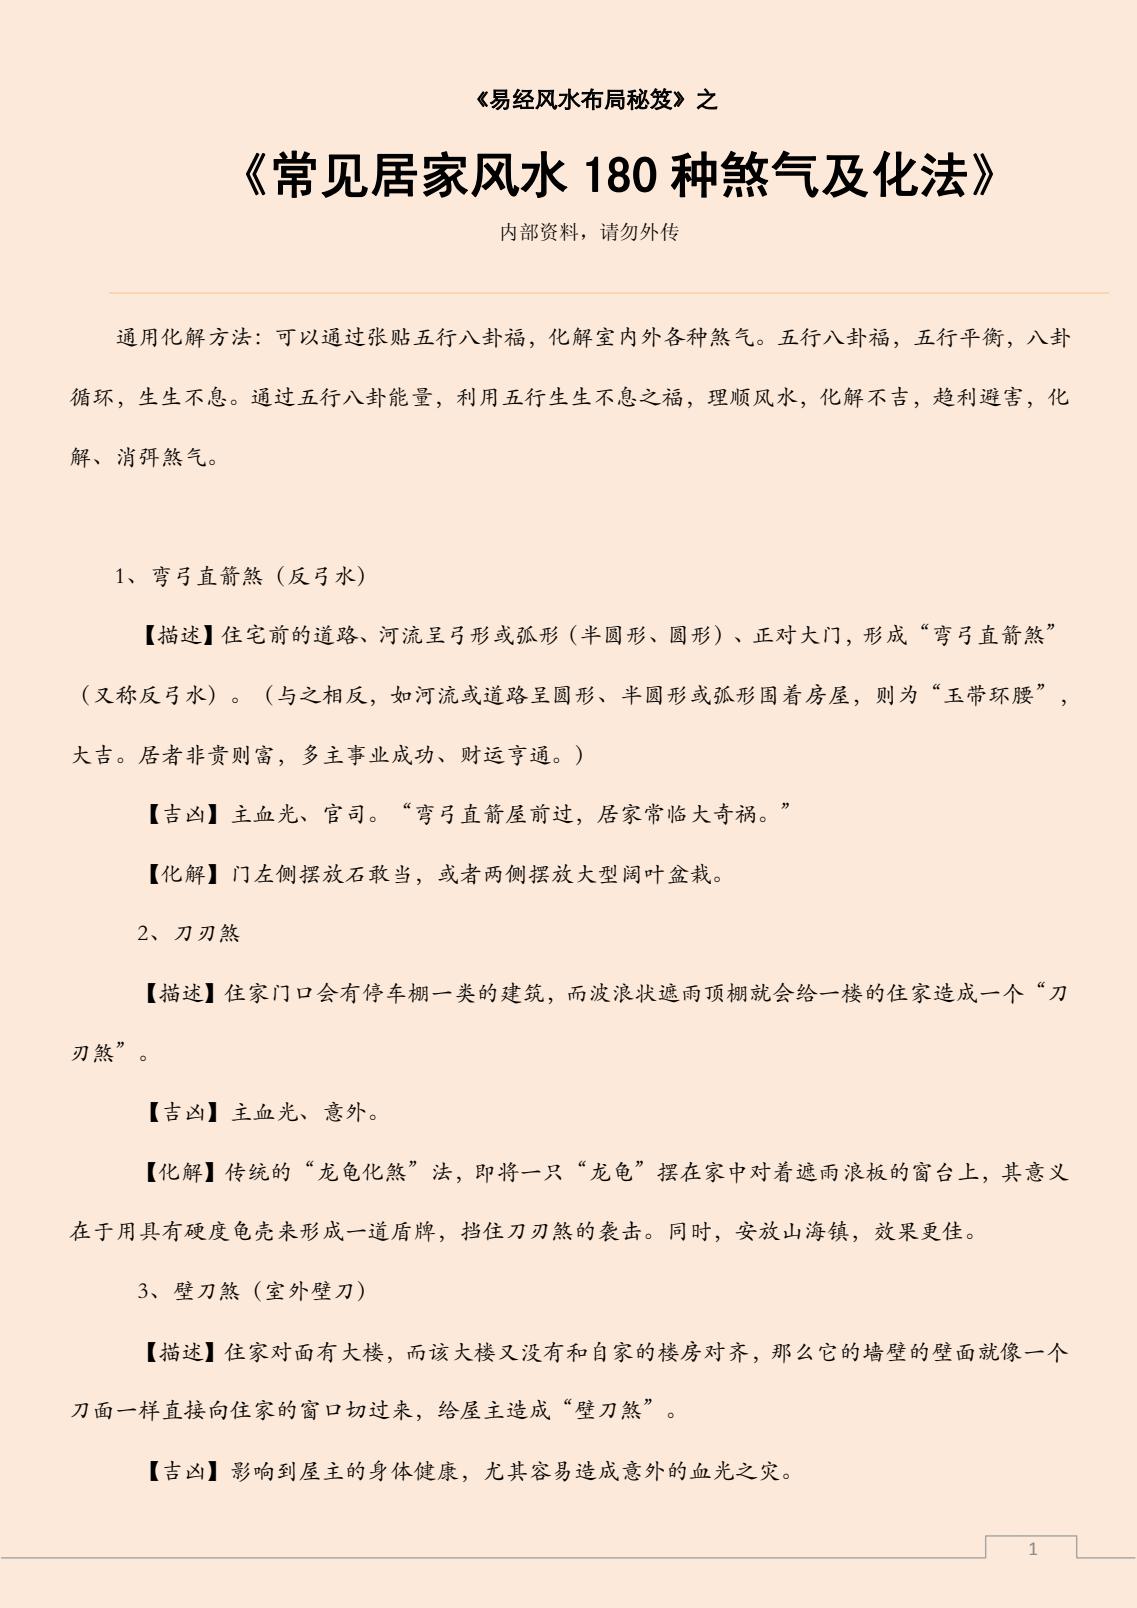 《易经风水布局秘笈》之
《常见居家风水 180 种煞气及化法》
内部资料，请勿外传
通用化解方法：可以通过张贴五行八卦福，化解室内外各种煞气。五行八卦福，五行平衡，八卦
循环，生生不息。通过五行八卦能量，利用五行生生不息之福，理顺风水，化解不吉，趋利避害，化
解、消弭煞气。
1、弯弓直箭煞（反弓水）
【描述】住宅前的道路、河流呈弓形或弧形（半圆形、圆形）、正对大门，形成“弯弓直箭煞”
（又称反弓水）。（与之相反，如河流或道路呈圆形、半圆形或弧形围着房屋，则为“玉带环腰”，
大吉。居者非贵则富，多主事业成功、财运亨通。）
【吉凶】主血光、官司。“弯弓直箭屋前过，居家常临大奇祸。”
【化解】门左侧摆放石敢当，或者两侧摆放大型阔叶盆栽。
2、刀刃煞
【描述】住家门口会有停车棚一类的建筑，而波浪状遮雨顶棚就会给一楼的住家造成一个“刀
刃煞”。
【吉凶】主血光、意外。
【化解】传统的“龙龟化煞”法，即将一只“龙龟”摆在家中对着遮雨浪板的窗台上，其意义
在于用具有硬度龟壳来形成一道盾牌，挡住刀刃煞的袭击。同时，安放山海镇，效果更佳。
3、壁刀煞（室外壁刀）
【描述】住家对面有大楼，而该大楼又没有和自家的楼房对齐，那么它的墙壁的壁面就像一个
刀面一样直接向住家的窗口切过来，给屋主造成“壁刀煞”。
【吉凶】影响到屋主的身体健康，尤其容易造成意外的血光之灾。
1